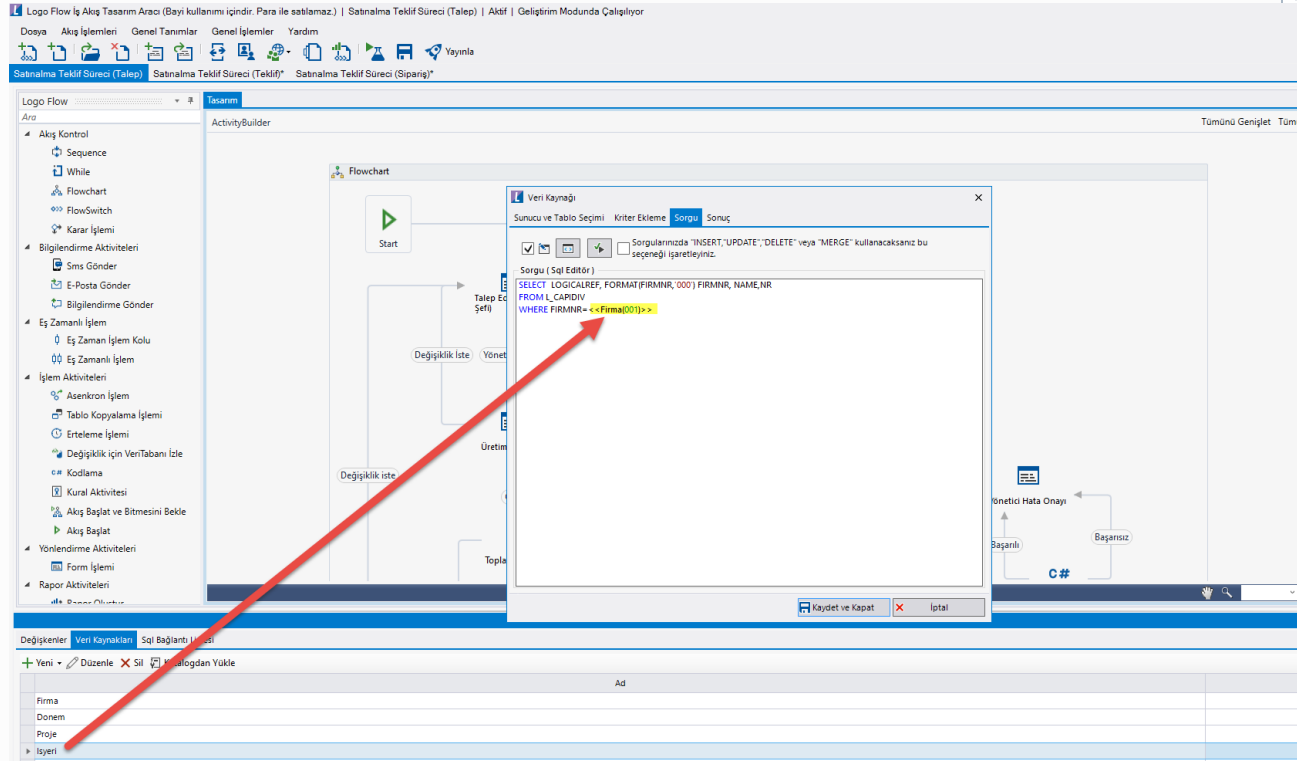 Logo Flow İş Akış Tasarım Aracı (Bayi kullanımı içindir. Para ile satılamaz.) | Satınalma Teklif Süreci (Talep) | Aktif | Geliştirim Modunda Çalışılıyor
Dosya Akış İşlemleri Genel Tanımlar Genel İşlemler Yardım
Yayınla
Satınalma Teklif Süreci (Talep) Satınalma Teklif Süreci (Teklif)* Satınalma Teklif Süreci (Sipariş)*
Logo Flow
Tasarım
Ara
ActivityBuilder
Tümünü Genişlet
Akış Kontrol
Sequence
While
Flowchart
FlowSwitch
Karar İşlemi
Bilgilendirme Aktiviteleri
Sms Gönder
E-Posta Gönder
Bilgilendirme Gönder
Eş Zamanlı İşlem
Eş Zaman İşlem Kolu
Eş Zamanlı İşlem
İşlem Aktiviteleri
Asenkron İşlem
Tablo Kopyalama İşlemi
Erteleme İşlemi
Değişiklik için VeriTabanı İzle
C# Kodlama
Kural Aktivitesi
Akış Başlat ve Bitmesini Bekle
Akış Başlat
Yönlendirme Aktiviteleri
Form İşlemi
Rapor Aktiviteleri
Rapor Oluştur
Flowchart
Start
Talep
Şefi)
Değişiklik İste
Değişiklik iste
Veri Kaynağı
Sunucu ve Tablo Seçimi Kriter Ekleme Sorgu Sonuç
Sorgularınızda "INSERT,"UPDATE","DELETE" veya "MERGE" kullanacaksanız bu
seçeneği işaretleyiniz.
Sorgu ( Sql Editör )
SELECT LOGICALREF, FORMAT(FIRMNR,'000') FIRMNR, NAME,NR
FROM L_CAPIDIV
WHERE FIRMNR= <<Firma(001)>>
Kaydet ve Kapat
İptal
Yönetici Hata Onayı
Başarılı
Başarısız
C#
Değişkenler Veri Kaynakları Sql Bağlantı
Yeni Düzenle Sil Katalogdan Yükle
Ad
Firma
Donem
Proje
Isyeri